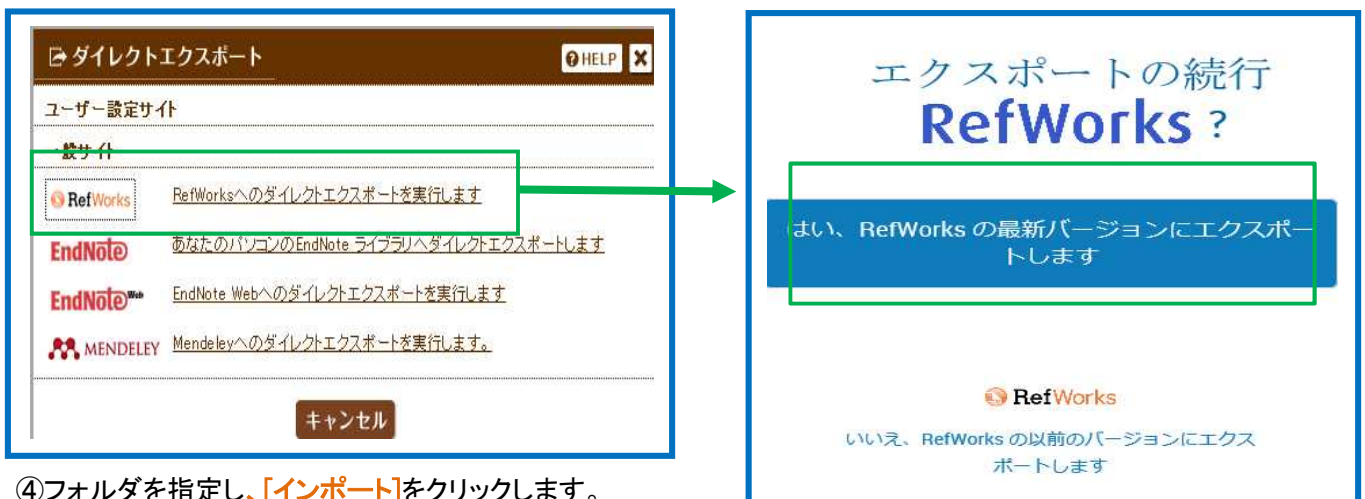 ダイレクトエクスポート
HELP X
ユーザー設定サイト
一般サイト
RefWorks RefWorksへのダイレクトエクスポートを実行します
EndNote あなたのパソコンのEndNote ライブラリへダイレクトエクスポートします
EndNote Web EndNote Webへのダイレクトエクスポートを実行します
MENDELEY Mendeleyへのダイレクトエクスポートを実行します。
キャンセル
エクスポートの続行
RefWorks ?
はい、RefWorks の最新バージョンにエクスポー
トします
RefWorks
いいえ、RefWorks の以前のバージョンにエクス
ポートします
④フォルダを指定し、[インポート]をクリックします。